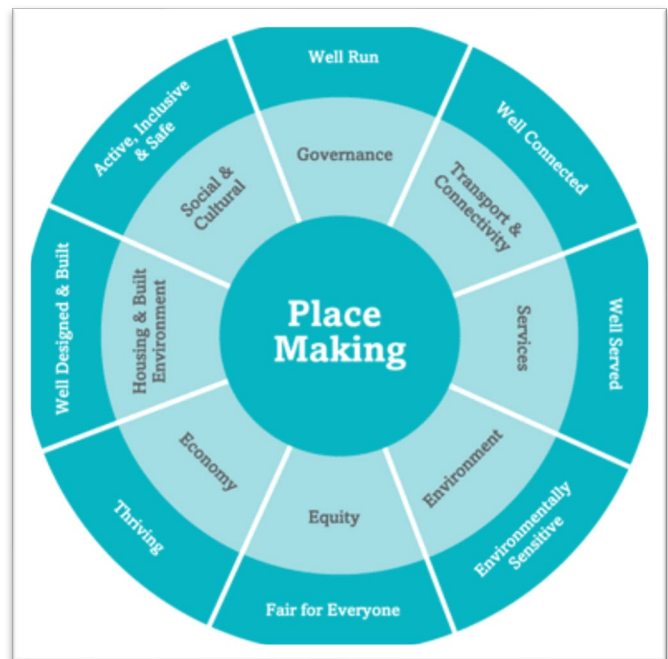 Well Run
Well Connected
Well Served
Environmentally
Sensitive
Fair for Everyone
Thriving
Well Designed & Built
Active, Inclusive
& Safe
Governance
Transport &
Connectivity
Services
Environment
Equity
Economy
Housing & Built
Environment
Social &
Cultural
Place
Making